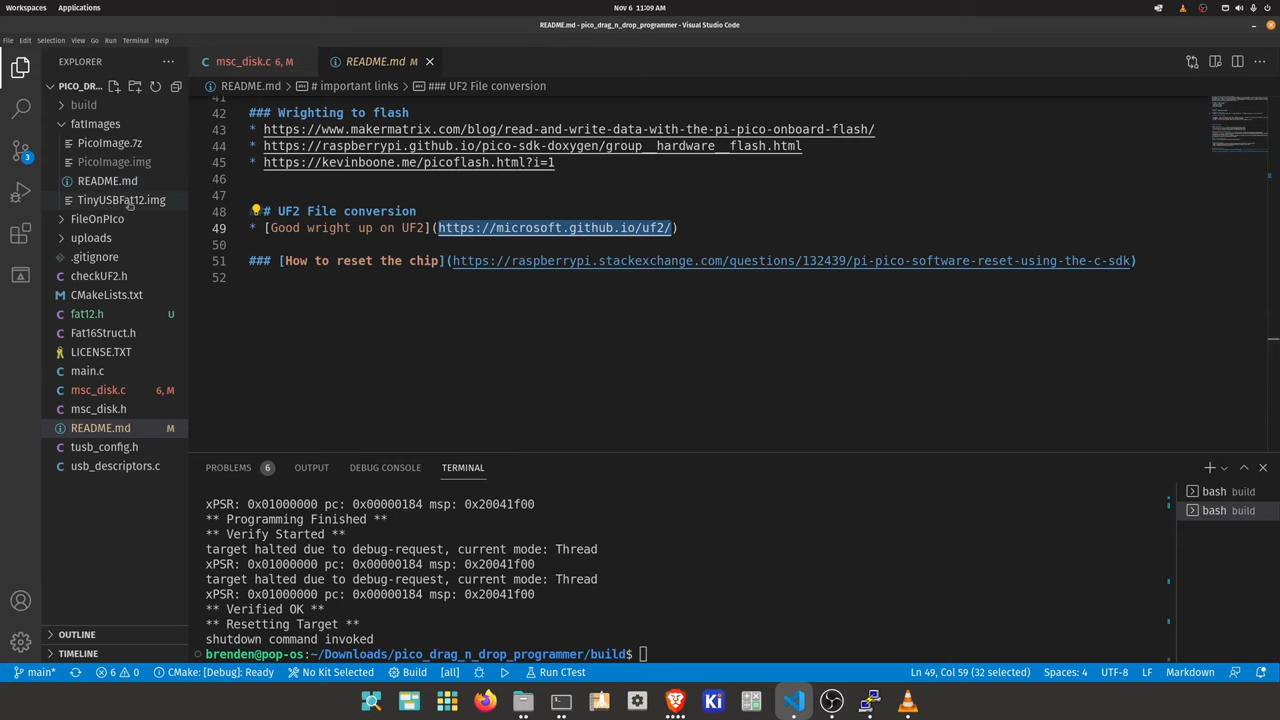 Workspaces Applications Nov 6 11:09 AM
README.md - pico_drag_n_drop_programmer - Visual Studio Code
File Edit Selection View Go Run Terminal Help
EXPLORER
msc_disk.c 6, M
README.md M
PICO_DR...
README.md > # important links > ### UF2 File conversion
build
fatImages
PicoImage.7z
PicoImage.img
README.md
TinyUSBFat12.img
FileOnPIco
uploads
.gitignore
checkUF2.h
CMakeLists.txt
fat12.h U
Fat16Struct.h
LICENSE.TXT
main.c
msc_disk.c 6, M
msc_disk.h
README.md M
tusb_config.h
usb_descriptors.c
OUTLINE
TIMELINE
3
41
42 ### Wrighting to flash
43 * https://www.makermatrix.com/blog/read-and-write-data-with-the-pi-pico-onboard-flash/
44 * https://raspberrypi.github.io/pico-sdk-doxygen/group__hardware__flash.html
45 * https://kevinboone.me/picoflash.html?i=1
46
47
48 ### UF2 File conversion
49 * [Good wright up on UF2](https://microsoft.github.io/uf2/)
50
51 ### [How to reset the chip](https://raspberrypi.stackexchange.com/questions/132439/pi-pico-software-reset-using-the-c-sdk)
52
PROBLEMS 6 OUTPUT DEBUG CONSOLE TERMINAL
xPSR: 0x01000000 pc: 0x00000184 msp: 0x20041f00
** Programming Finished **
** Verify Started **
target halted due to debug-request, current mode: Thread
xPSR: 0x01000000 pc: 0x00000184 msp: 0x20041f00
target halted due to debug-request, current mode: Thread
xPSR: 0x01000000 pc: 0x00000184 msp: 0x20041f00
** Verified OK **
** Resetting Target **
shutdown command invoked
brenden@pop-os:~/Downloads/pico_drag_n_drop_programmer/build$
bash build
bash build
main* 6 0 CMake: [Debug]: Ready No Kit Selected Build [all] Run CTest Ln 49, Col 59 (32 selected) Spaces: 4 UTF-8 LF Markdown
Ki